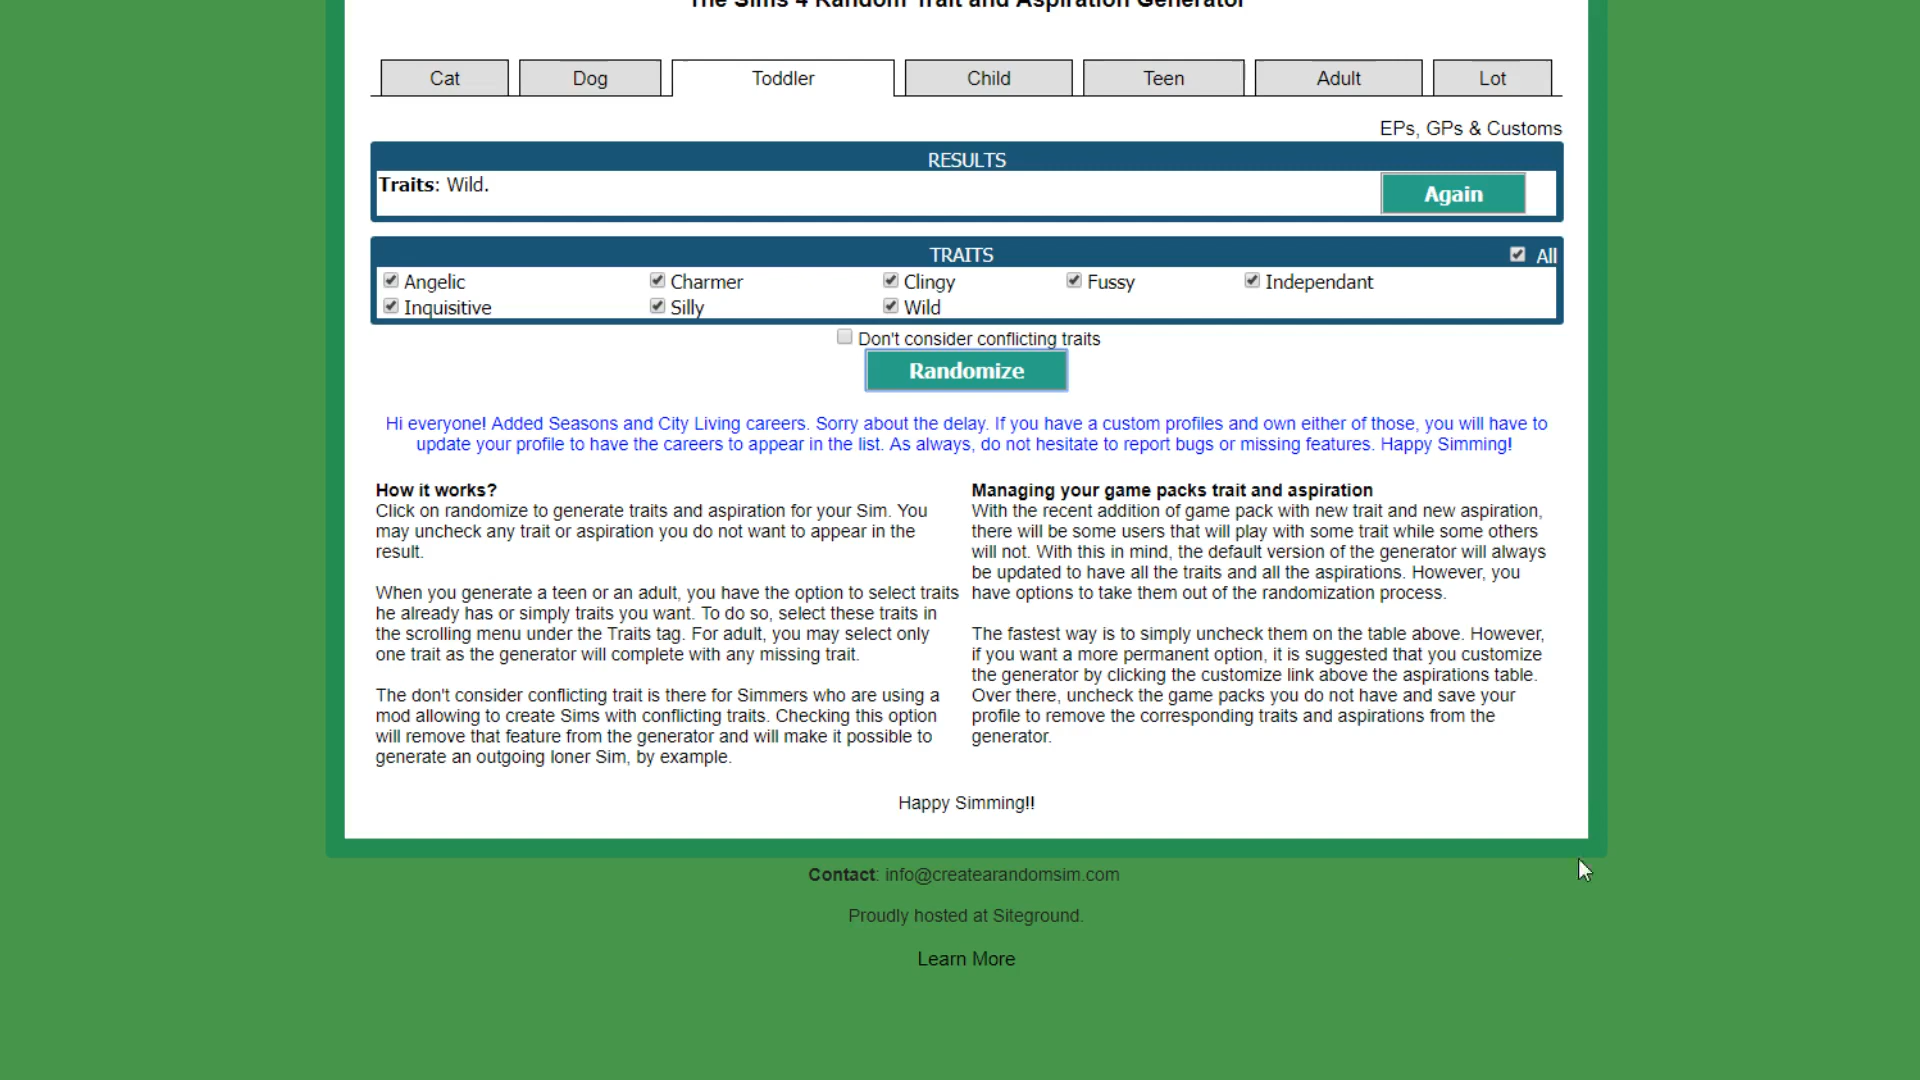 The Sims 4 Random Trait and Aspiration Generator
Cat
Dog
Toddler
Child
Teen
Adult
Lot
EPs, GPs & Customs
RESULTS
Traits: Wild.
Again
TRAITS
All
Angelic
Charmer
Clingy
Fussy
Independant
Inquisitive
Silly
Wild
Don't consider conflicting traits
Randomize
Hi everyone! Added Seasons and City Living careers. Sorry about the delay. If you have a custom profiles and own either of those, you will have to
update your profile to have the careers to appear in the list. As always, do not hesitate to report bugs or missing features. Happy Simming!
How it works?
Click on randomize to generate traits and aspiration for your Sim. You
may uncheck any trait or aspiration you do not want to appear in the
result.
When you generate a teen or an adult, you have the option to select traits
he already has or simply traits you want. To do so, select these traits in
the scrolling menu under the Traits tag. For adult, you may select only
one trait as the generator will complete with any missing trait.
The don't consider conflicting trait is there for Simmers who are using a
mod allowing to create Sims with conflicting traits. Checking this option
will remove that feature from the generator and will make it possible to
generate an outgoing loner Sim, by example.
Managing your game packs trait and aspiration
With the recent addition of game pack with new trait and new aspiration,
there will be some users that will play with some trait while some others
will not. With this in mind, the default version of the generator will always
be updated to have all the traits and all the aspirations. However, you
have options to take them out of the randomization process.
The fastest way is to simply uncheck them on the table above. However,
if you want a more permanent option, it is suggested that you customize
the generator by clicking the customize link above the aspirations table.
Over there, uncheck the game packs you do not have and save your
profile to remove the corresponding traits and aspirations from the
generator.
Happy Simming!!
Contact: info@createarandomsim.com
Proudly hosted at Siteground.
Learn More